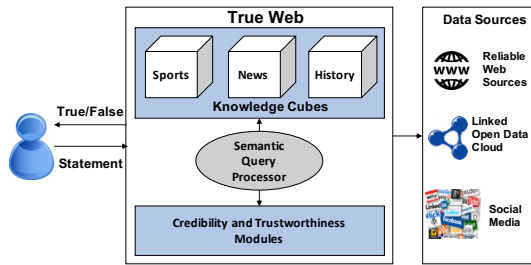 True Web
Sports
News
History
Knowledge Cubes
True/False
Statement
Semantic
Query
Processor
Credibility and Trustworthiness
Modules
Data Sources
WWW
Reliable
Web
Sources
Linked
Open Data
Cloud
Social
Media
facebook